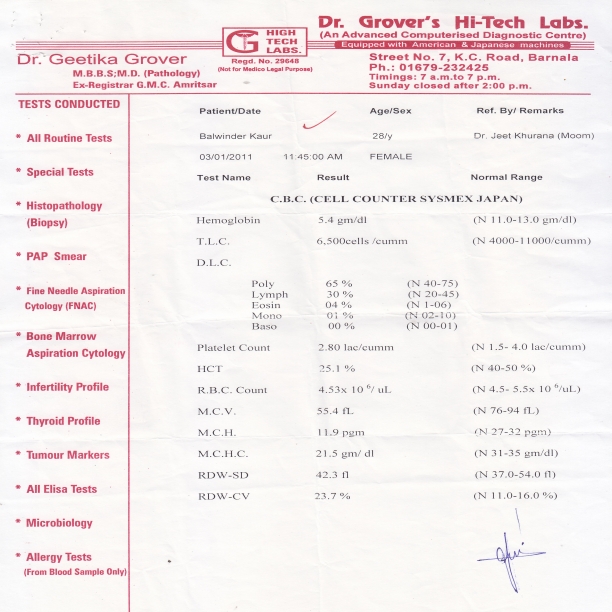 Dr. Grover's Hi-Tech Labs.
(An Advanced Computerised Diagnostic Centre)
Equipped with American & Japanese machines
G HIGH TECH LABS.
Regd. No. 29648
(Not for Medico Legal Purpose)
Dr. Geetika Grover
M.B.B.S;M.D. (Pathology)
Ex-Registrar G.M.C. Amritsar
Street No. 7, K.C. Road, Barnala
Ph.: 01679-232425
Timings: 7 a.m.to 7 p.m.
Sunday closed after 2:00 p.m.
TESTS CONDUCTED
* All Routine Tests
* Special Tests
* Histopathology
(Biopsy)
* PAP Smear
* Fine Needle Aspiration
Cytology (FNAC)
* Bone Marrow
Aspiration Cytology
* Infertility Profile
* Thyroid Profile
* Tumour Markers
* All Elisa Tests
* Microbiology
* Allergy Tests
(From Blood Sample Only)
Patient/Date Age/Sex Ref. By/ Remarks
Balwinder Kaur 28/y Dr. Jeet Khurana (Moom)
03/01/2011 11:45:00 AM FEMALE
Test Name Result Normal Range
C.B.C. (CELL COUNTER SYSMEX JAPAN)
Hemoglobin 5.4 gm/dl (N 11.0-13.0 gm/dl)
T.L.C. 6,500cells /cumm (N 4000-11000/cumm)
D.L.C.
Poly 65 % (N 40-75)
Lymph 30 % (N 20-45)
Eosin 04 % (N 1-06)
Mono 01 % (N 02-10)
Baso 00 % (N 00-01)
Platelet Count 2.80 lac/cumm (N 1.5- 4.0 lac/cumm)
HCT 25.1 % (N 40-50 %)
R.B.C. Count 4.53x 10 ⁶/ uL (N 4.5- 5.5x 10 ⁶/uL)
M.C.V. 55.4 fL (N 76-94 fL)
M.C.H. 11.9 pgm (N 27-32 pgm)
M.C.H.C. 21.5 gm/ dl (N 31-35 gm/dl)
RDW-SD 42.3 fl (N 37.0-54.0 fl)
RDW-CV 23.7 % (N 11.0-16.0 %)